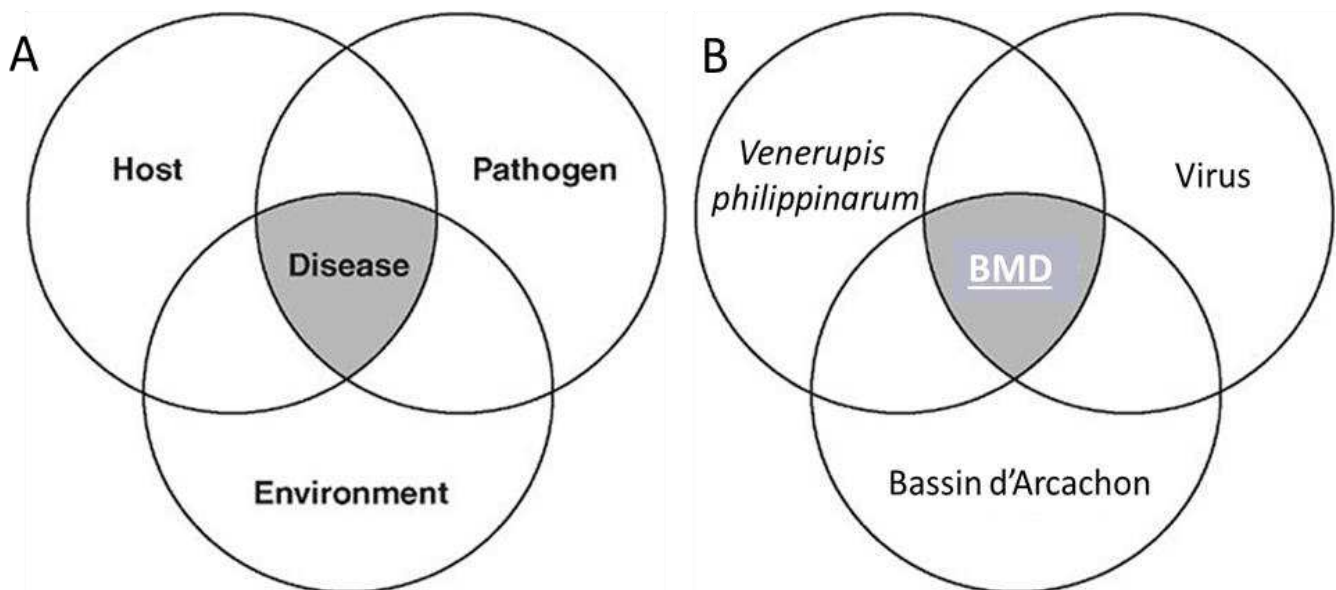 A
Host
Pathogen
Disease
Environment
B
Venerupis
philippinarum
Virus
BMD
Bassin d'Arcachon